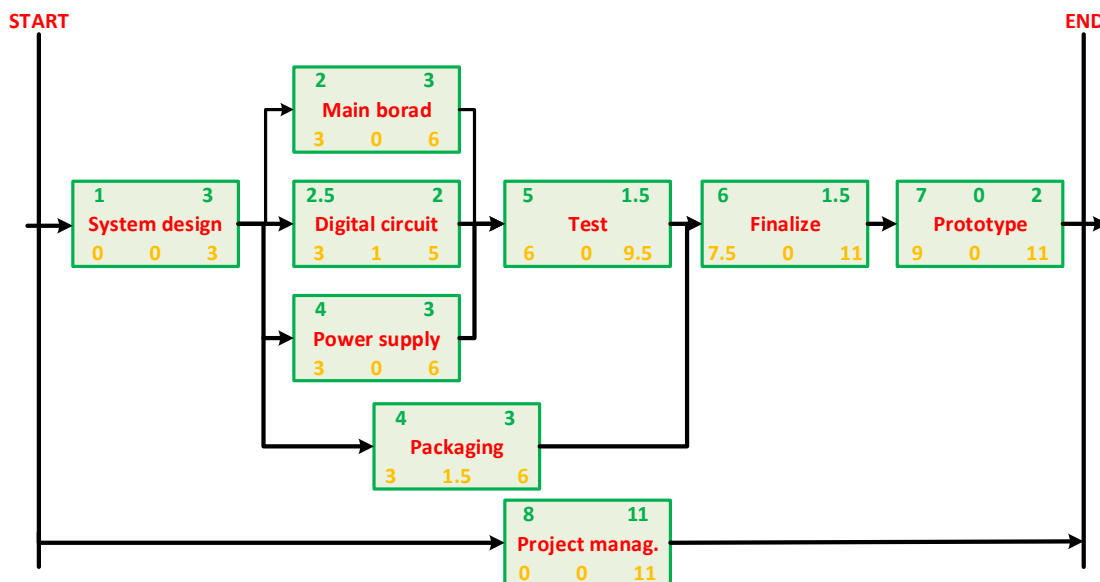 START END
2 3
Main borad
3 0 6
1 3
System design
0 0 3
2.5 2
Digital circuit
3 1 5
5 1.5
Test
6 0 9.5
6 1.5
Finalize
7.5 0 11
7 0 2
Prototype
9 0 11
4 3
Power supply
3 0 6
4 3
Packaging
3 1.5 6
8 11
Project manag.
0 0 11